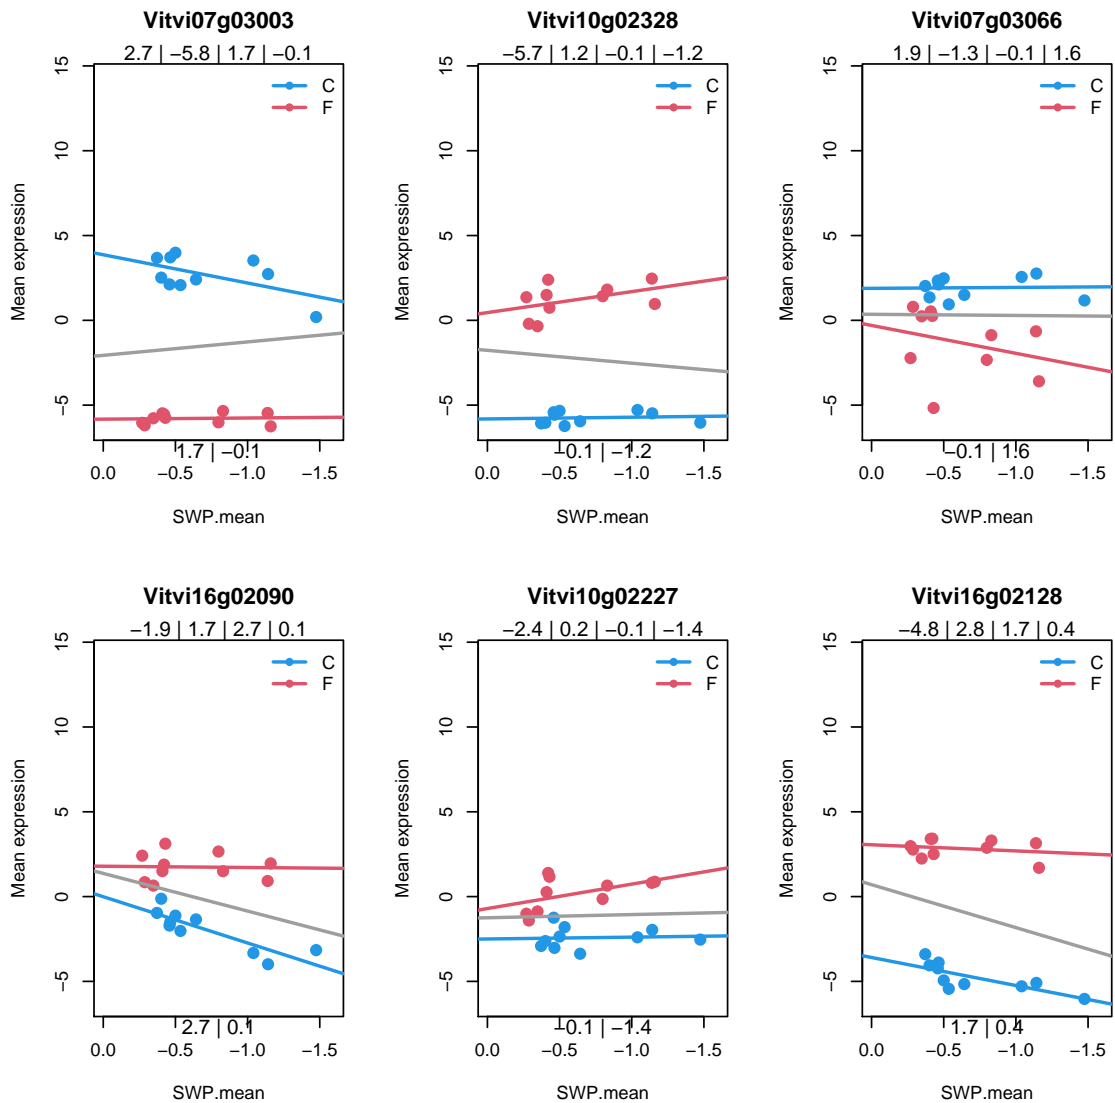 Vitvi07g03003
2.7 | −5.8 | 1.7 | −0.1
15
10
5
0
−5
Mean expression
C
F
1.7 | −0.1
0.0 −0.5 −1.0 −1.5
SWP.mean
Vitvi10g02328
−5.7 | 1.2 | −0.1 | −1.2
15
10
5
0
−5
Mean expression
C
F
−0.1 | −1.2
0.0 −0.5 −1.0 −1.5
SWP.mean
Vitvi07g03066
1.9 | −1.3 | −0.1 | 1.6
15
10
5
0
−5
Mean expression
C
F
−0.1 | 1.6
0.0 −0.5 −1.0 −1.5
SWP.mean
Vitvi16g02090
−1.9 | 1.7 | 2.7 | 0.1
15
10
5
0
−5
Mean expression
C
F
2.7 | 0.1
0.0 −0.5 −1.0 −1.5
SWP.mean
Vitvi10g02227
−2.4 | 0.2 | −0.1 | −1.4
15
10
5
0
−5
Mean expression
C
F
−0.1 | −1.4
0.0 −0.5 −1.0 −1.5
SWP.mean
Vitvi16g02128
−4.8 | 2.8 | 1.7 | 0.4
15
10
5
0
−5
Mean expression
C
F
1.7 | 0.4
0.0 −0.5 −1.0 −1.5
SWP.mean